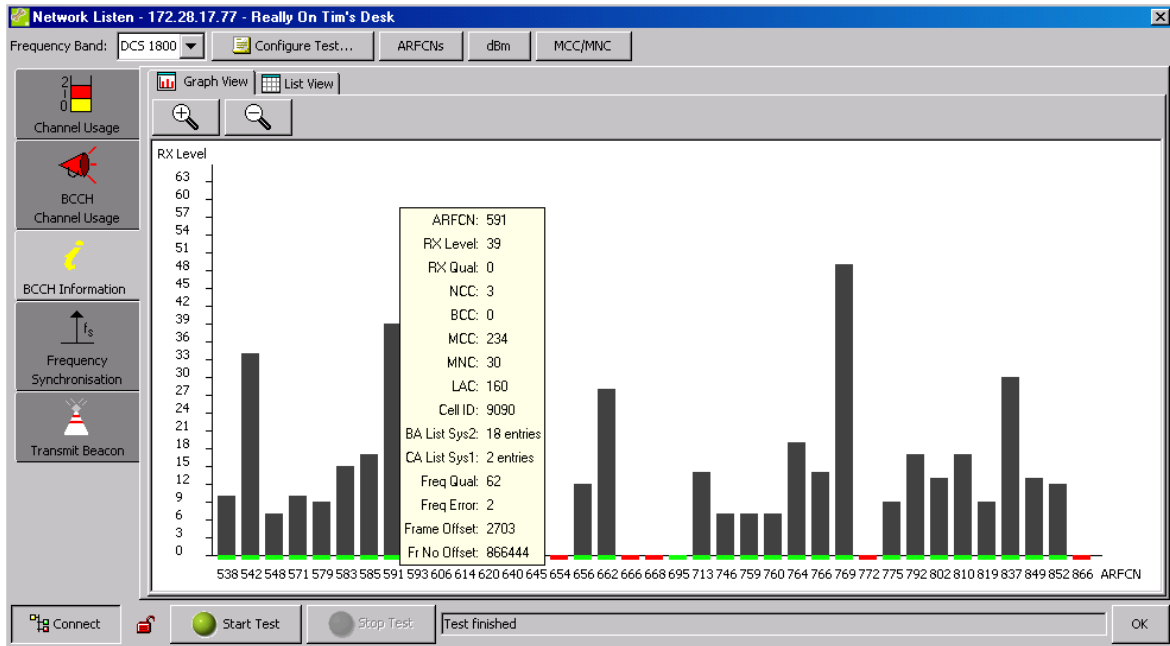 Network Listen - 172.28.17.77 - Really On Tim's Desk
Frequency Band: DCS 1800 Configure Test... ARFCNs dBm MCC/MNC
2
1
0
Channel Usage
BCCH
Channel Usage
i
BCCH Information
fs
Frequency
Synchronisation
Transmit Beacon
Graph View List View
RX Level
63
60
57
54
51
48
45
42
39
36
33
30
27
24
21
18
15
12
9
6
3
0
ARFCN: 591
RX Level: 39
RX Qual: 0
NCC: 3
BCC: 0
MCC: 234
MNC: 30
LAC: 160
Cell ID: 9090
BA List Sys2: 18 entries
CA List Sys1: 2 entries
Freq Qual: 62
Freq Error: 2
Frame Offset: 2703
Fr No Offset: 866444
538 542 548 571 579 583 585 591 593 606 614 620 640 645 654 656 662 666 668 695 713 746 759 760 764 766 769 772 775 792 802 810 819 837 849 852 866 ARFCN
Connect Start Test Stop Test Test finished OK